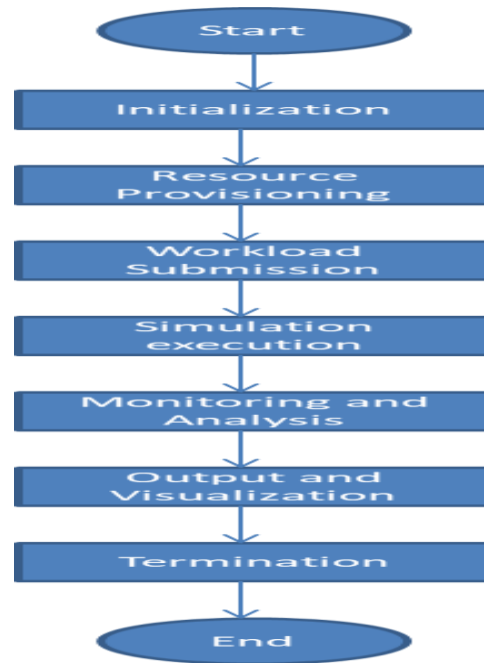 Start
Initialization
Resource
Provisioning
Workload
Submission
Simulation
execution
Monitoring and
Analysis
Output and
Visualization
Termination
End